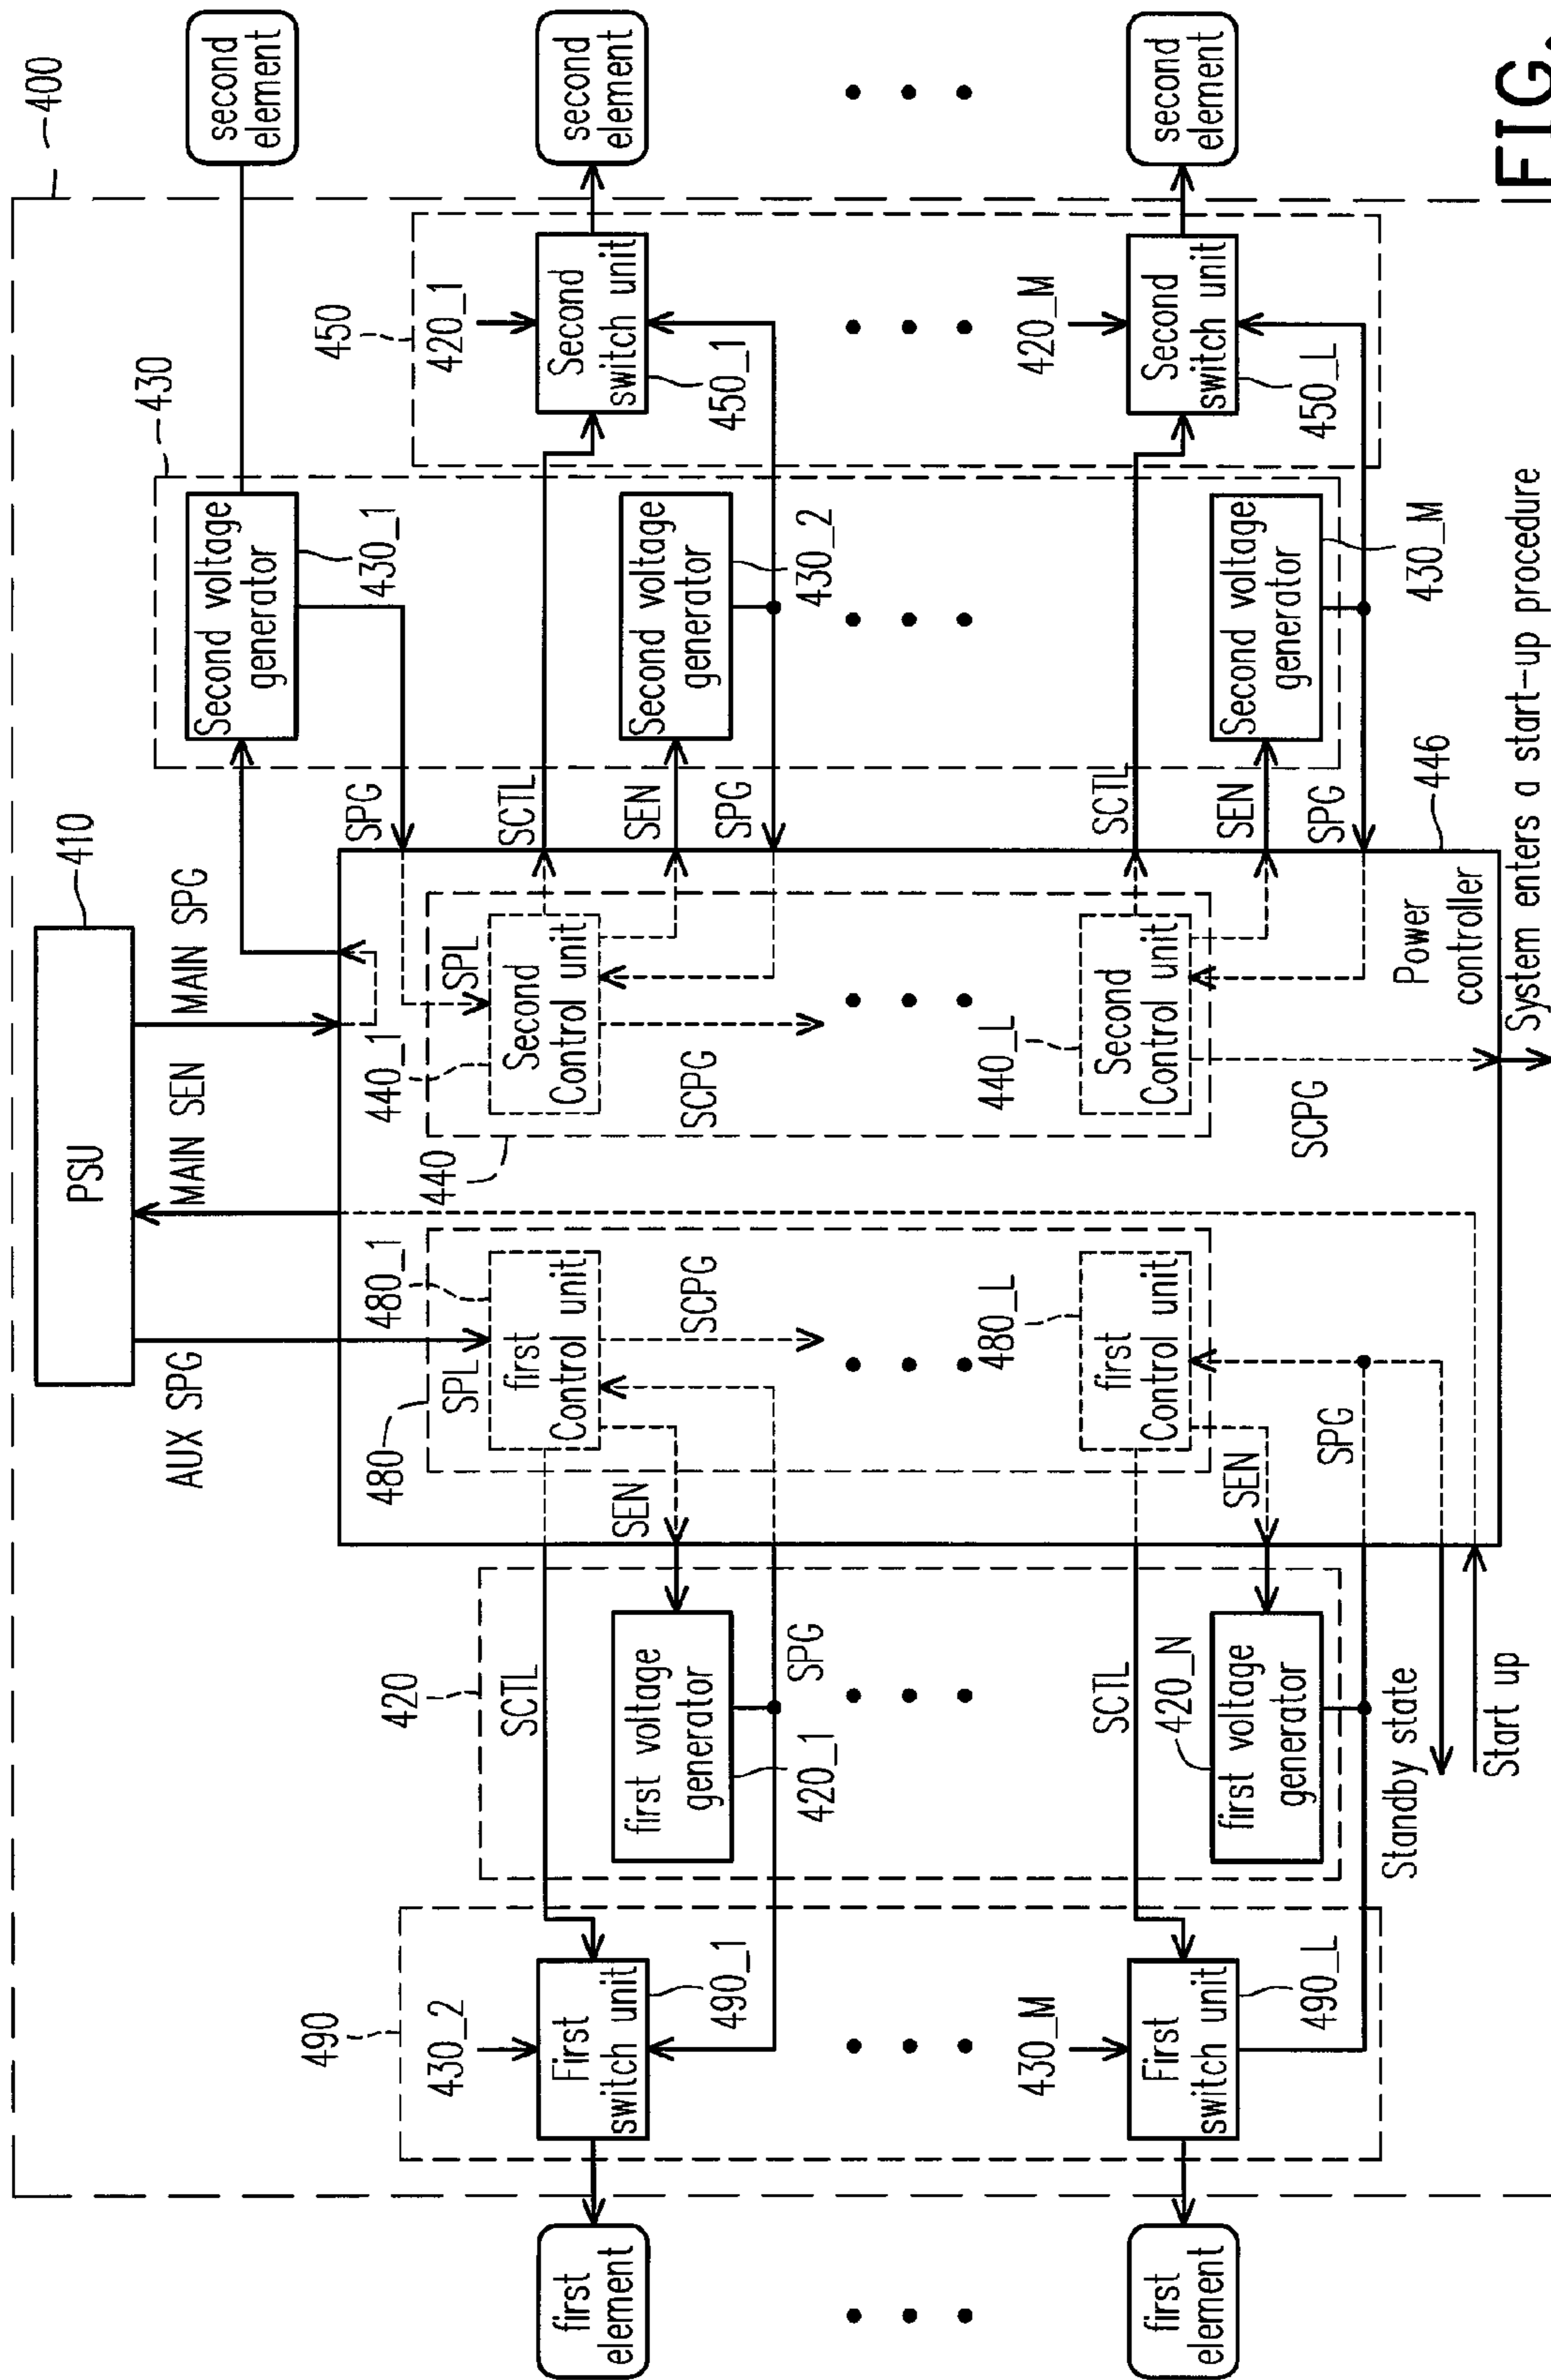 400
PSU
410
AUX SPG
MAIN SEN
MAIN SPG
430
second
element
Second voltage
generator
430_1
SPG
480
SPL
480_1
first
Control unit
SCPG
440
440_1
SPL
Second
Control unit
SCPG
SCTL
SEN
SPG
Second voltage
generator
430_2
450
420_1
Second
switch unit
450_1
second
element
490
430_2
First
switch unit
490_1
first
element
420
SCTL
SEN
first voltage
generator
420_1
SPG
430_M
First
switch unit
490_L
first
element
SCTL
420_N
first voltage
generator
SEN
SPG
480_L
first
Control unit
440_L
Second
Control unit
SCPG
SCTL
SEN
SPG
Second voltage
generator
430_M
420_M
Second
switch unit
450_L
second
element
Standby state
Start up
Power
controller
446
System enters a start-up procedure
FIG.